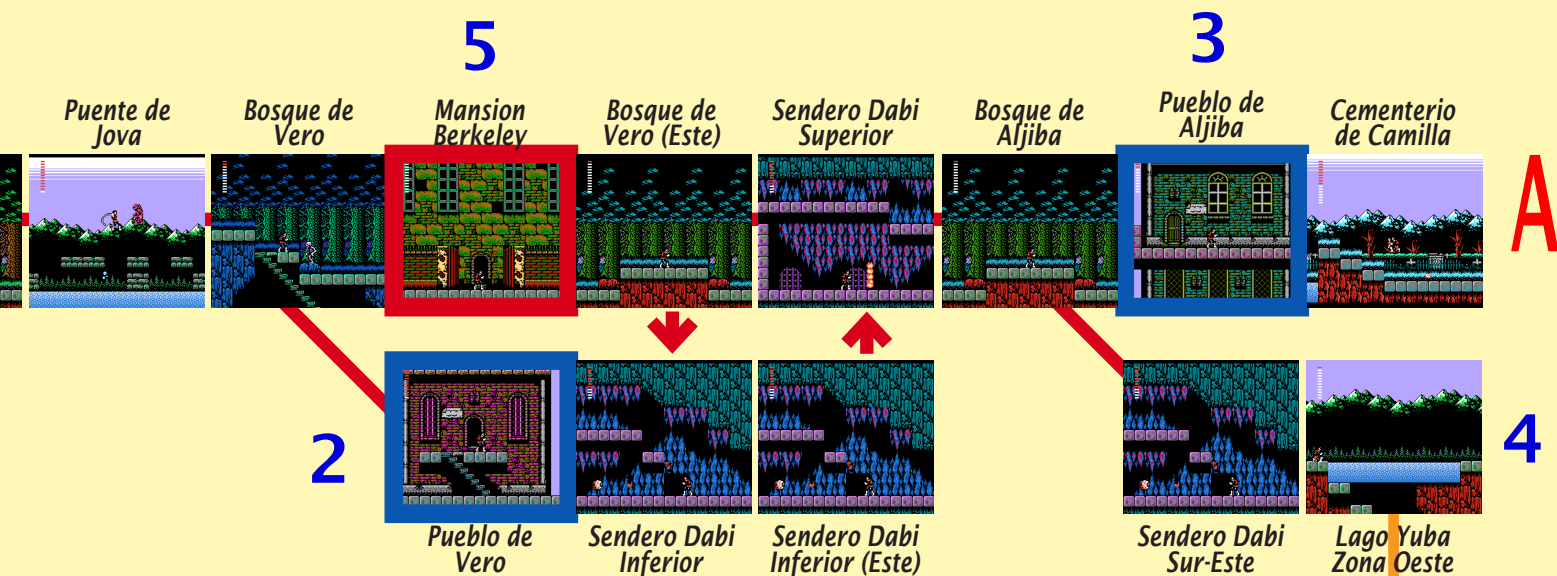 5
3
Puente de
Jova
Bosque de
Vero
Mansion
Berkeley
Bosque de
Vero (Este)
Sendero Dabi
Superior
Bosque de
Aljiba
Pueblo de
Aljiba
Cementerio
de Camilla
A
2
4
Pueblo de
Vero
Sendero Dabi
Inferior
Sendero Dabi
Inferior (Este)
Sendero Dabi
Sur-Este
Lago Yuba
Zona Oeste